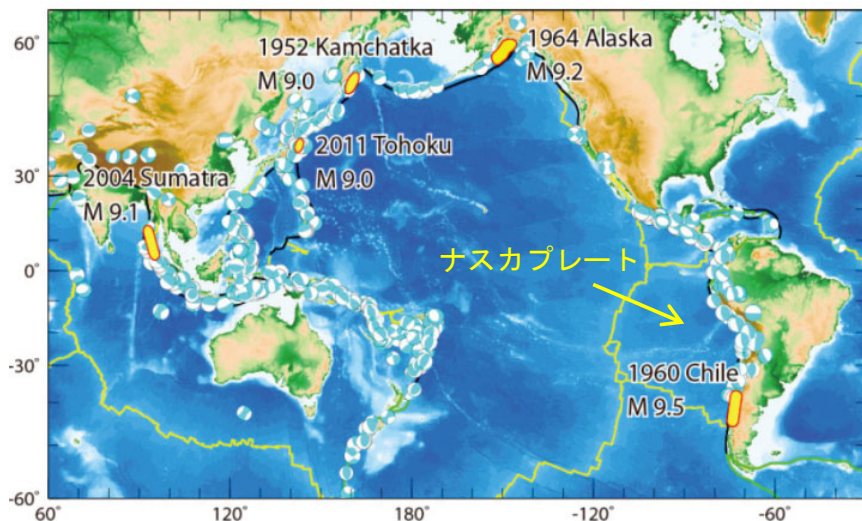 60°
1952 Kamchatka
M 9.0
1964 Alaska
M 9.2
2011 Tohoku
M 9.0
30°
2004 Sumatra
M 9.1
ナスカプレート
0°
-30°
1960 Chile
M 9.5
-60°
60°
120°
180°
-120°
-60°